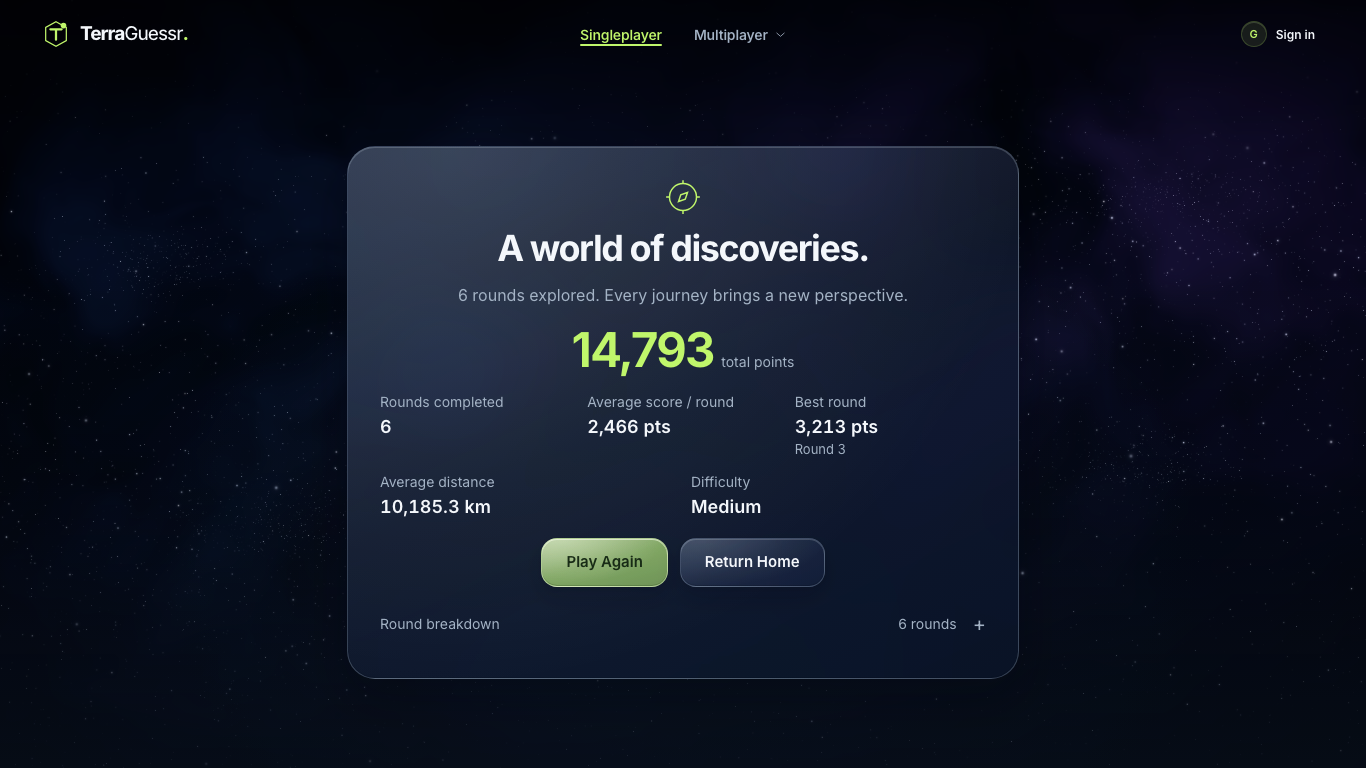 TerraGuessr.
Singleplayer
Multiplayer
G
Sign in
A world of discoveries.
6 rounds explored. Every journey brings a new perspective.
14,793 total points
Rounds completed
6
Average score / round
2,466 pts
Best round
3,213 pts
Round 3
Average distance
10,185.3 km
Difficulty
Medium
Play Again
Return Home
Round breakdown
6 rounds +